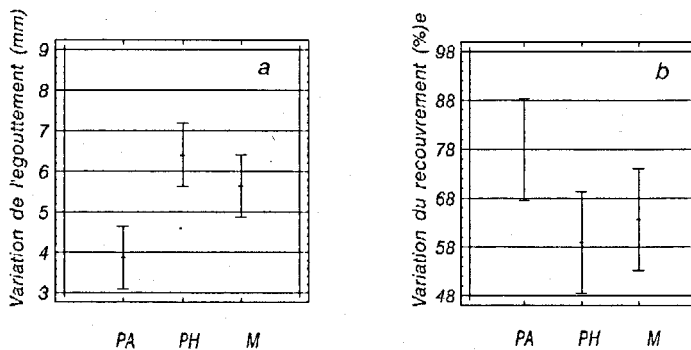 Variation de l'egouttement (mm)
9
8
7
6
5
4
3
a
PA PH M
Variation du recouvrement (%)e
98
88
78
68
58
48
b
PA PH M